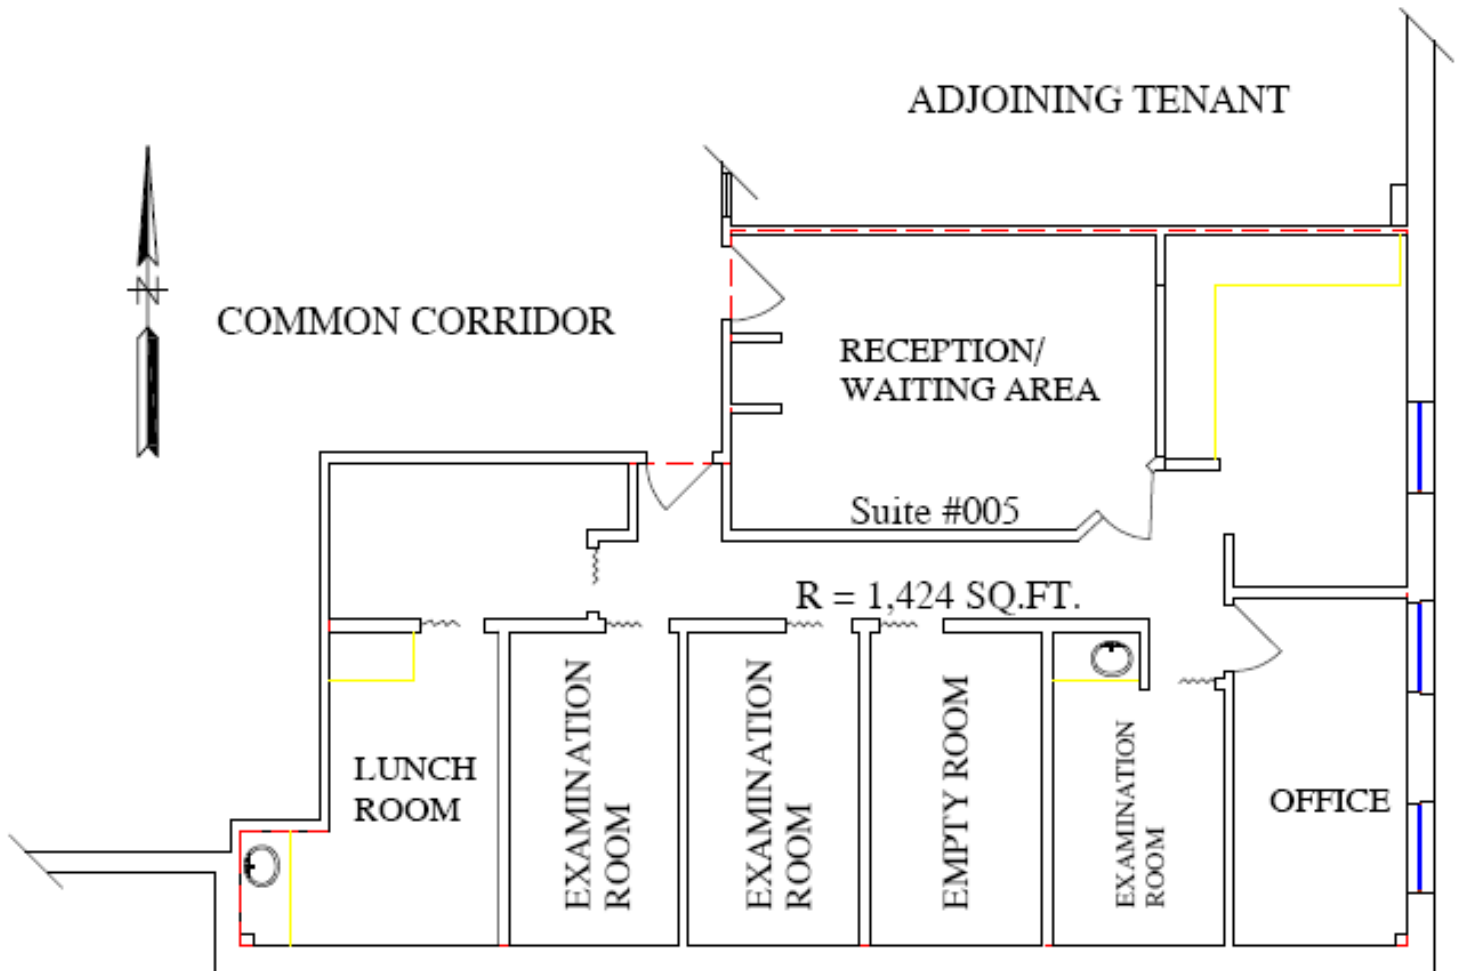 ADJOINING TENANT
N
COMMON CORRIDOR
RECEPTION/
WAITING AREA
Suite #005
R = 1,424 SQ.FT.
LUNCH
ROOM
EXAMINATION
ROOM
EXAMINATION
ROOM
EMPTY ROOM
EXAMINATION
ROOM
OFFICE